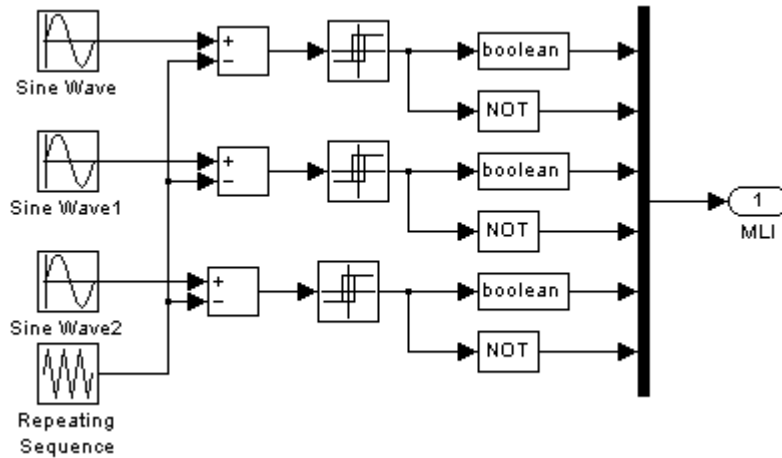 +
−
Sine Wave
boolean
NOT
+
−
Sine Wave1
boolean
NOT
1
MLI
+
−
Sine Wave2
boolean
NOT
Repeating
Sequence